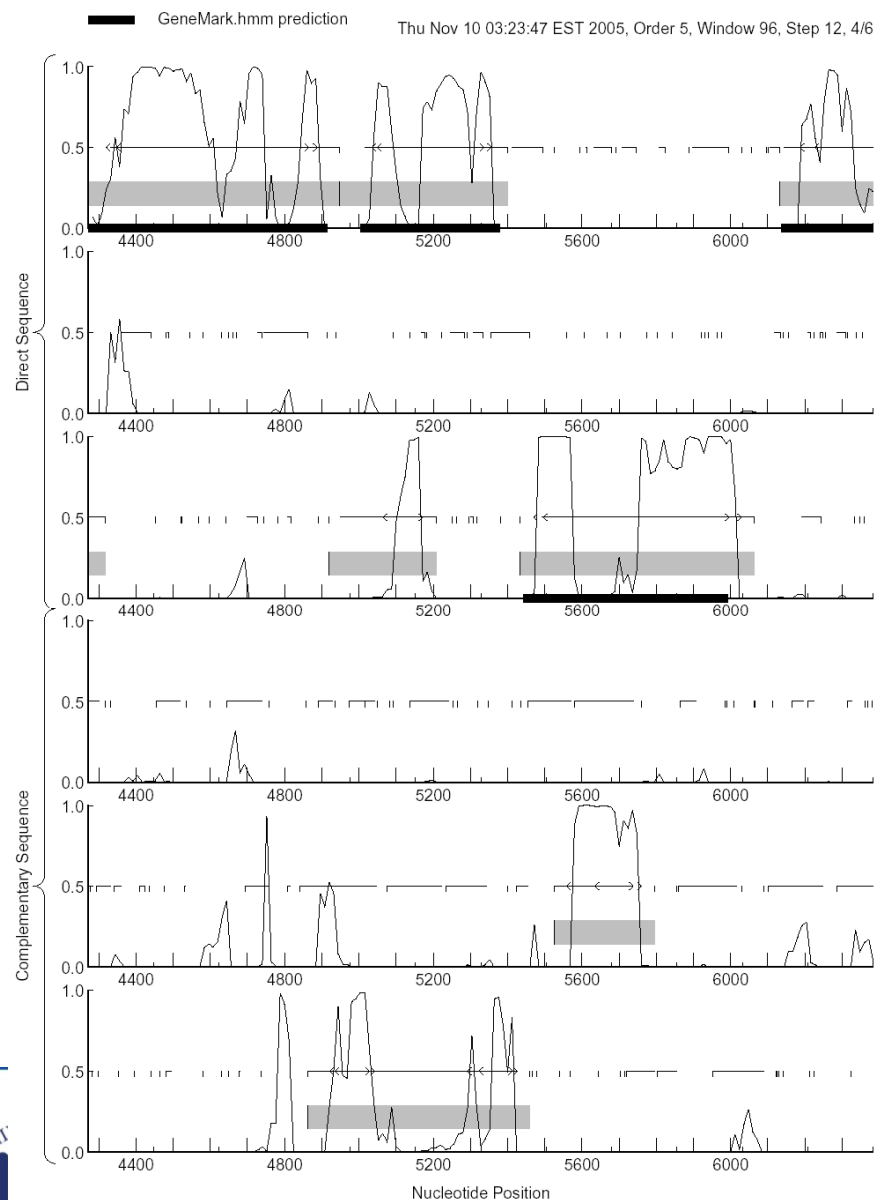 GeneMark.hmm prediction
Thu Nov 10 03:23:47 EST 2005, Order 5, Window 96, Step 12, 4/6
Direct Sequence
1.0
0.5
0.0
4400 4800 5200 5600 6000
1.0
0.5
0.0
4400 4800 5200 5600 6000
1.0
0.5
0.0
4400 4800 5200 5600 6000
Complementary Sequence
1.0
0.5
0.0
4400 4800 5200 5600 6000
1.0
0.5
0.0
4400 4800 5200 5600 6000
1.0
0.5
0.0
4400 4800 5200 5600 6000
Nucleotide Position